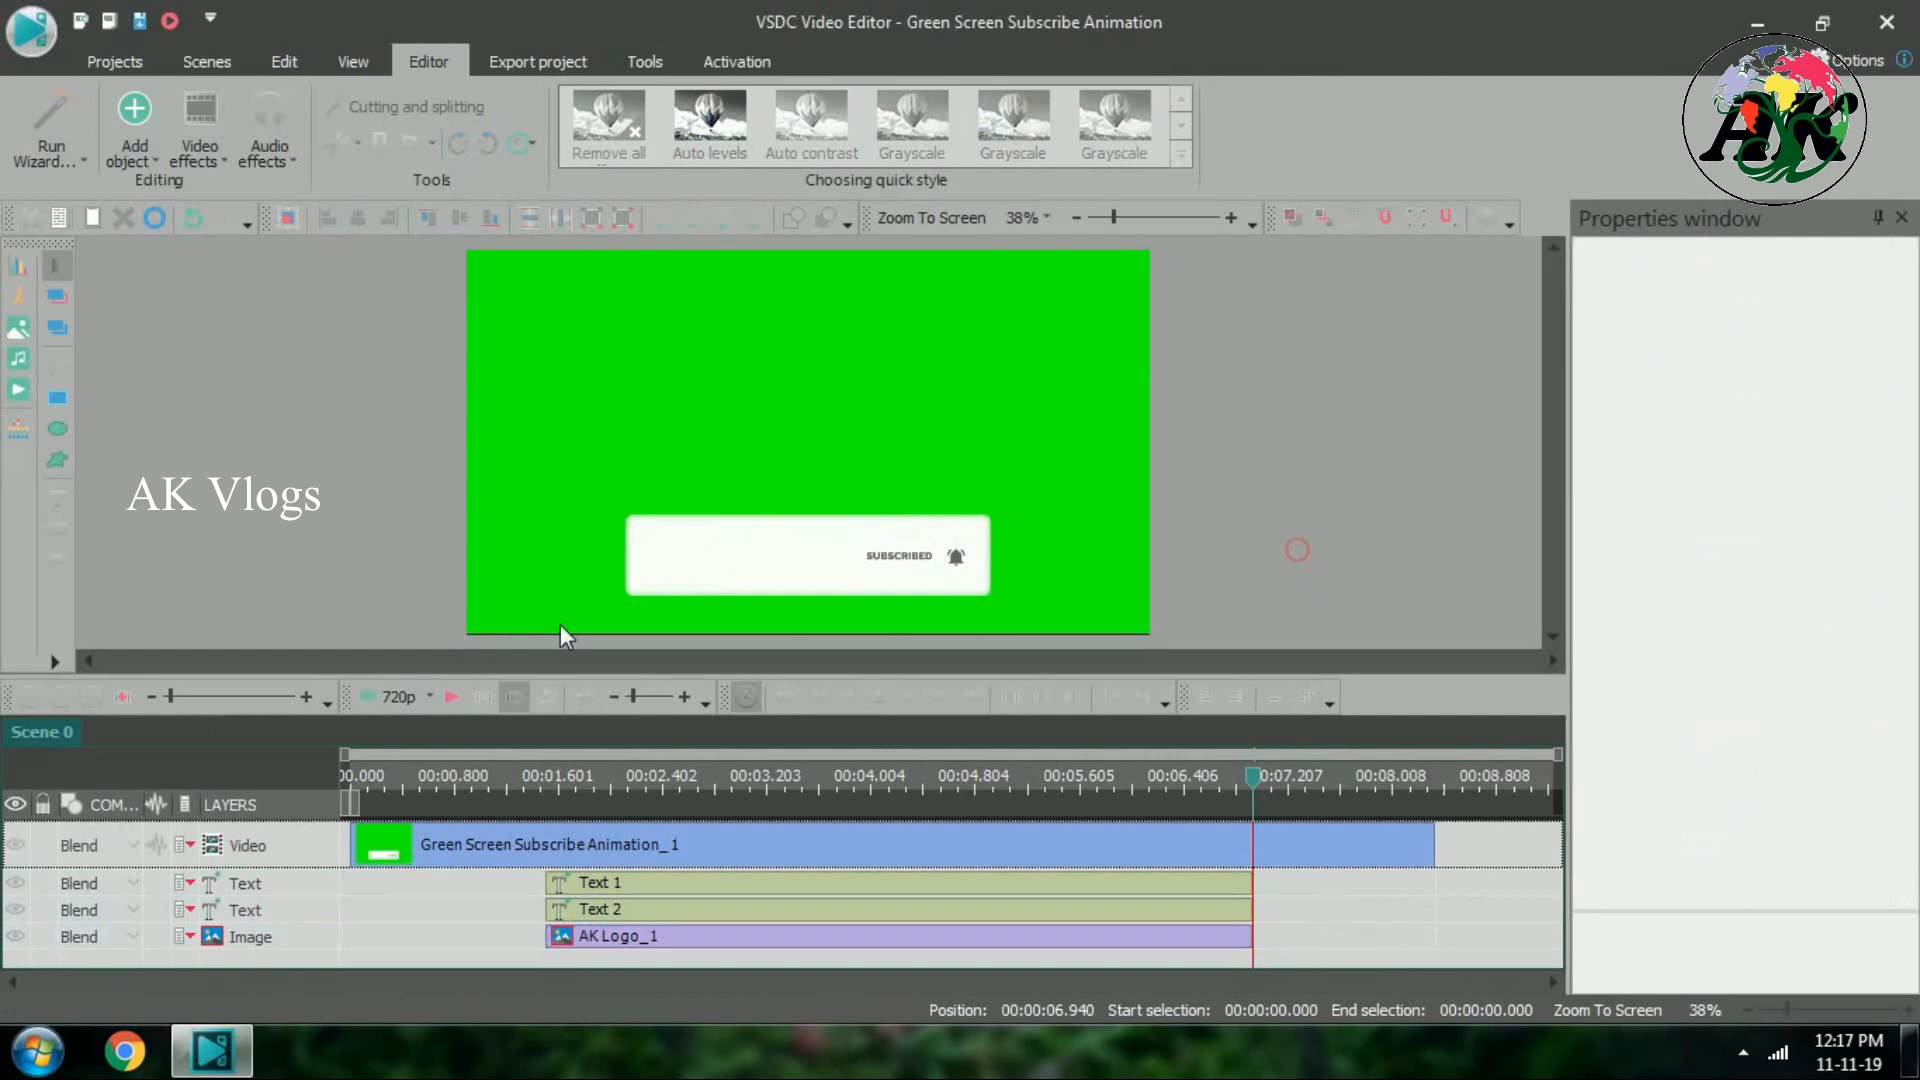 VSDC Video Editor - Green Screen Subscribe Animation
Projects Scenes Edit View Editor Export project Tools Activation
Options
AK
Run Wizard...
Add object
Video effects
Audio effects
Cutting and splitting
Remove all
Auto levels
Auto contrast
Grayscale
Grayscale
Grayscale
Editing
Tools
Choosing quick style
Zoom To Screen 38%
Properties window
AK Vlogs
SUBSCRIBED
720p
Scene 0
00.000 00:00.800 00:01.601 00:02.402 00:03.203 00:04.004 00:04.804 00:05.605 00:06.406 0:07.207 00:08.008 00:08.808
COM... LAYERS
Blend Video Green Screen Subscribe Animation_1
Blend Text Text 1
Blend Text Text 2
Blend Image AK Logo_1
Position: 00:00:06.940 Start selection: 00:00:00.000 End selection: 00:00:00.000 Zoom To Screen 38%
12:17 PM
11-11-19